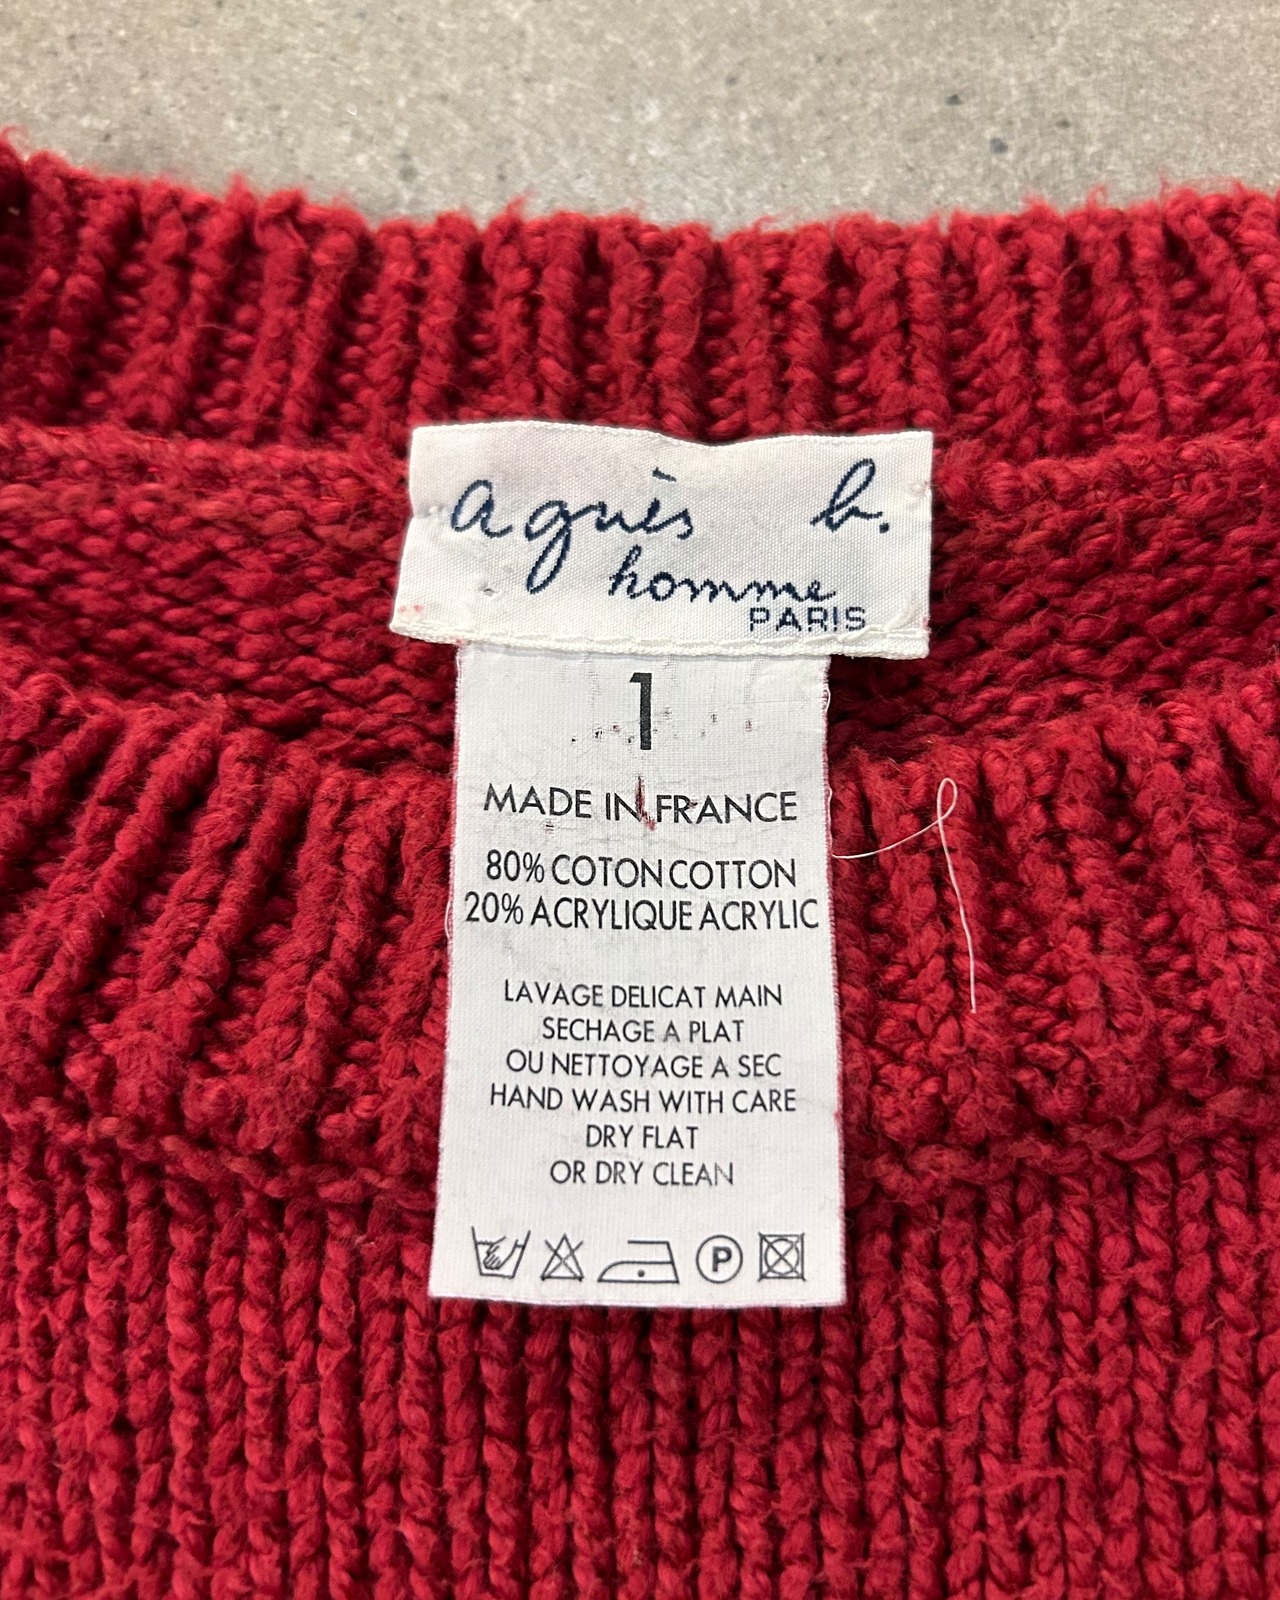 agnès b.
homme
PARIS
1
MADE IN FRANCE
80% COTON COTTON
20% ACRYLIQUE ACRYLIC
LAVAGE DELICAT MAIN
SECHAGE A PLAT
OU NETTOYAGE A SEC
HAND WASH WITH CARE
DRY FLAT
OR DRY CLEAN
P